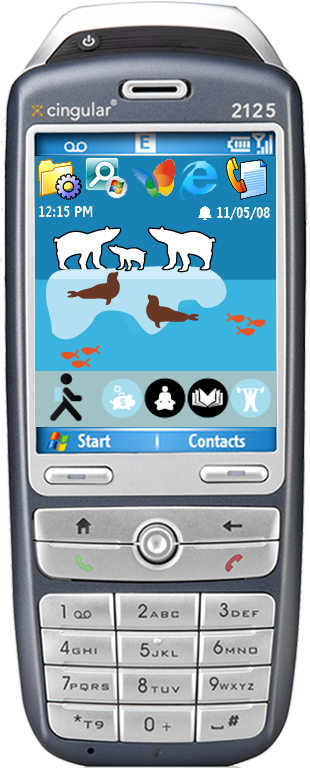 cingular®
2125
E
12:15 PM
11/05/08
Start
Contacts
1
2ABC
3DEF
4GHI
5JKL
6MNO
7PQRS
8TUV
9WXYZ
*T9
0 +
#